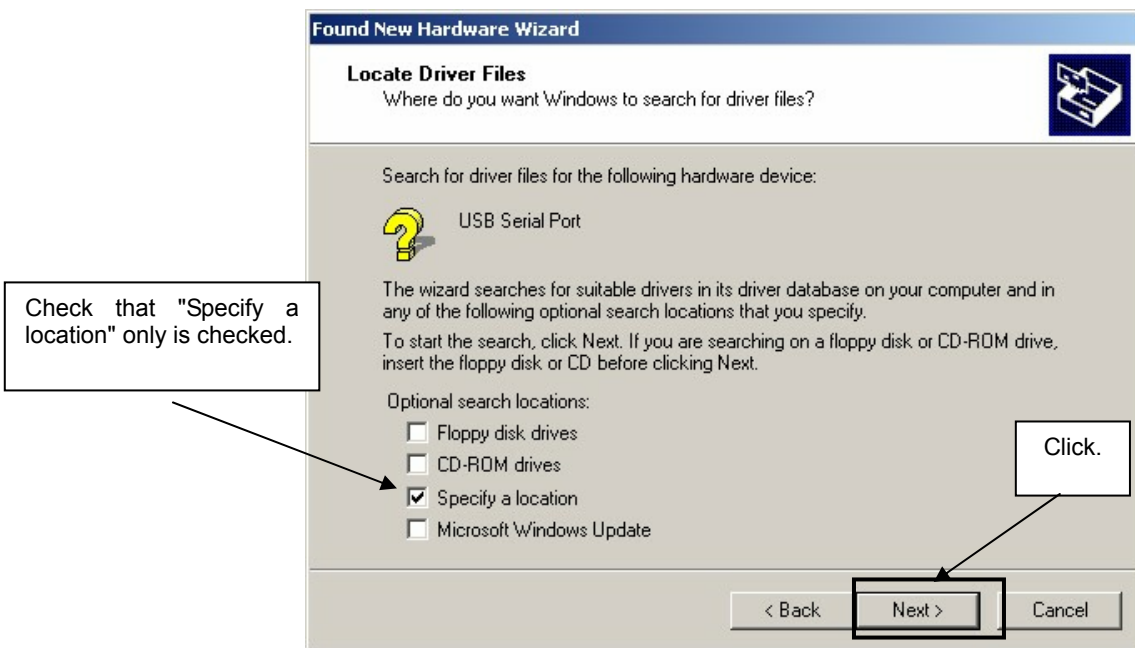 Found New Hardware Wizard
Locate Driver Files
Where do you want Windows to search for driver files?
Search for driver files for the following hardware device:
USB Serial Port
The wizard searches for suitable drivers in its driver database on your computer and in
any of the following optional search locations that you specify.
To start the search, click Next. If you are searching on a floppy disk or CD-ROM drive,
insert the floppy disk or CD before clicking Next.
Check that "Specify a
location" only is checked.
Optional search locations:
Floppy disk drives
CD-ROM drives
Specify a location
Microsoft Windows Update
Click.
< Back
Next >
Cancel